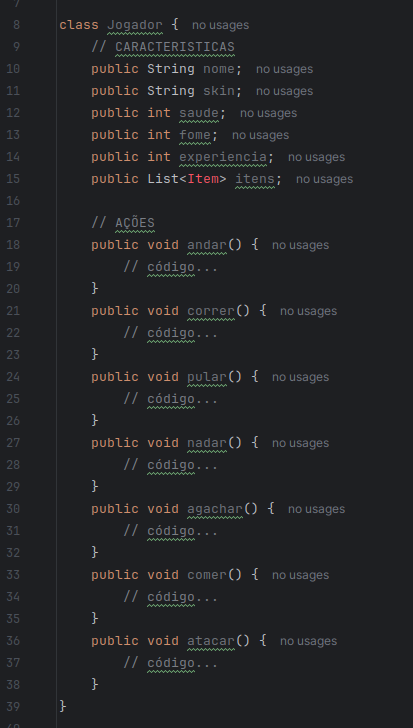 7
8 class Jogador { no usages
9 // CARACTERISTICAS
10 public String nome; no usages
11 public String skin; no usages
12 public int saude; no usages
13 public int fome; no usages
14 public int experiencia; no usages
15 public List<Item> itens; no usages
16
17 // AÇÕES
18 public void andar() { no usages
19 // código...
20 }
21 public void correr() { no usages
22 // código...
23 }
24 public void pular() { no usages
25 // código...
26 }
27 public void nadar() { no usages
28 // código...
29 }
30 public void agachar() { no usages
31 // código...
32 }
33 public void comer() { no usages
34 // código...
35 }
36 public void atacar() { no usages
37 // código...
38 }
39 }
40